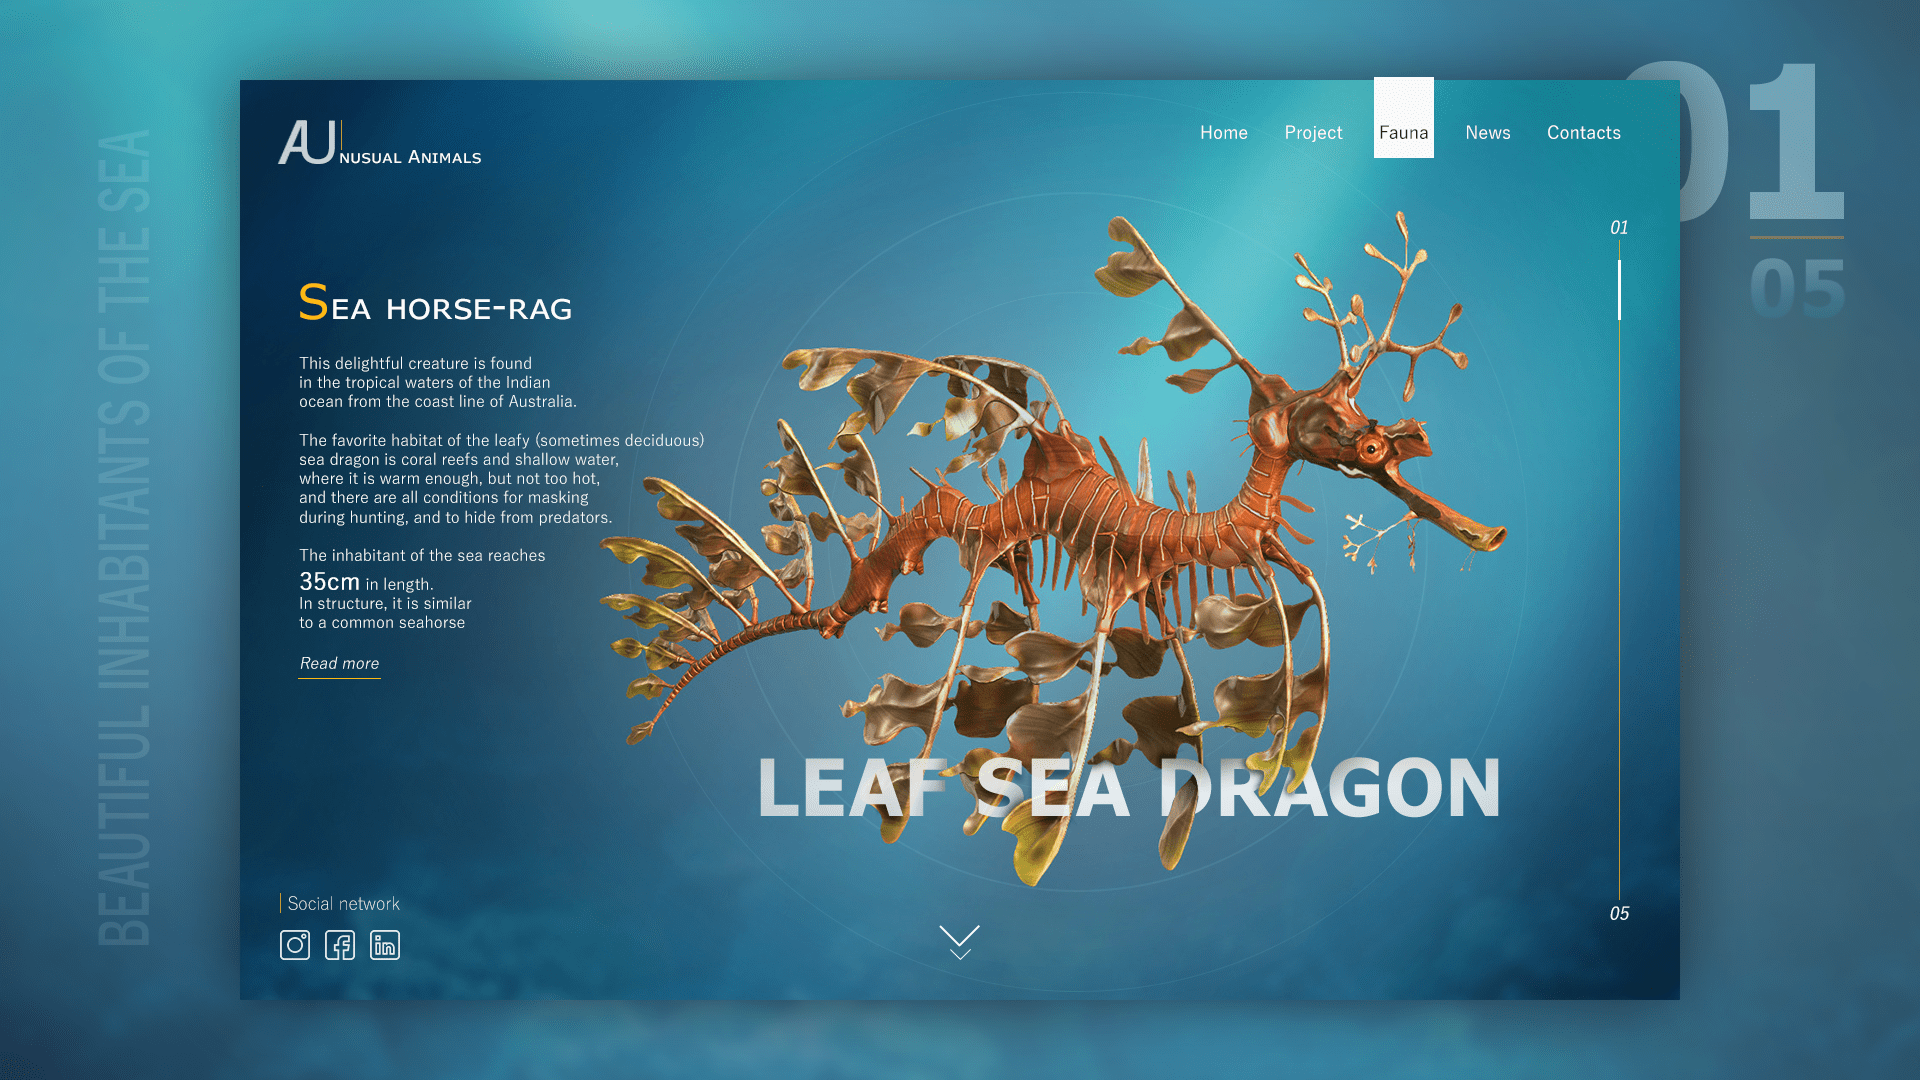 BEAUTIFUL INHABITANTS OF THE SEA
01
05
AU
NUSUAL ANIMALS
Home Project Fauna News Contacts
01
SEA HORSE-RAG
This delightful creature is found
in the tropical waters of the Indian
ocean from the coast line of Australia.
The favorite habitat of the leafy (sometimes deciduous)
sea dragon is coral reefs and shallow water,
where it is warm enough, but not too hot,
and there are all conditions for masking
during hunting, and to hide from predators.
The inhabitant of the sea reaches
35cm in length.
In structure, it is similar
to a common seahorse
Read more
LEAF SEA DRAGON
Social network
in
05